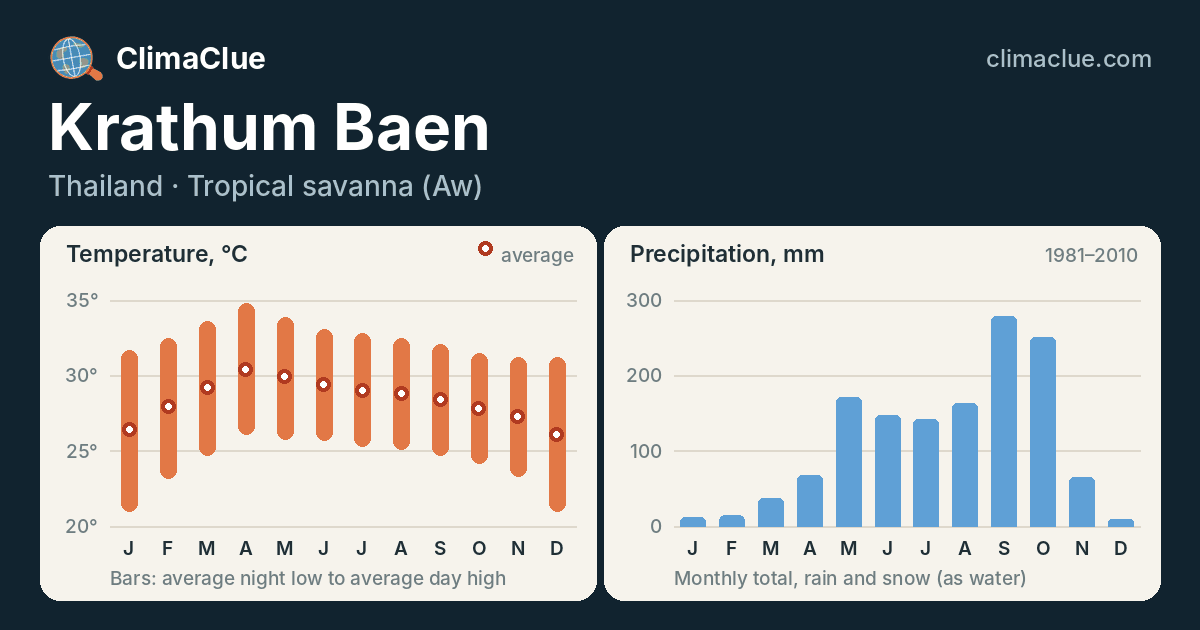 ClimaClue
climaclue.com
Krathum Baen
Thailand · Tropical savanna (Aw)
Temperature, °C
average
35°
30°
25°
20°
J F M A M J J A S O N D
Bars: average night low to average day high
Precipitation, mm
1981–2010
300
200
100
0
J F M A M J J A S O N D
Monthly total, rain and snow (as water)